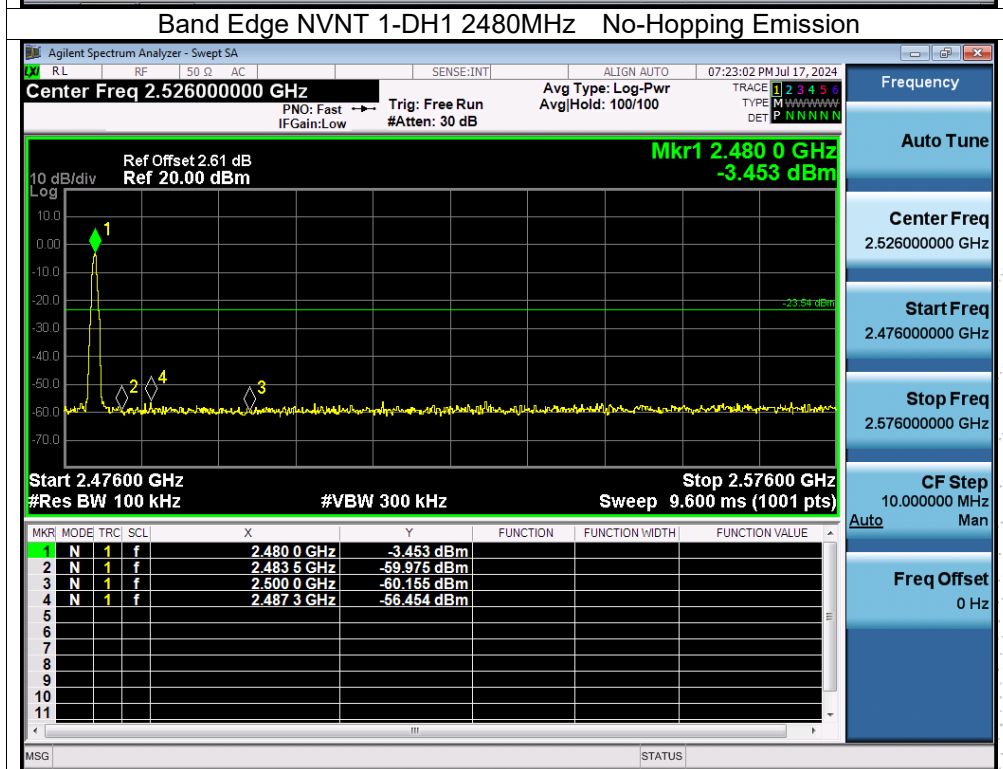 Band Edge NVNT 1-DH1 2480MHz No-Hopping Emission
Agilent Spectrum Analyzer - Swept SA
LXI RL RF 50 Ω AC SENSE:INT ALIGN AUTO 07:23:02 PM Jul 17, 2024
Center Freq 2.526000000 GHz
PNO: Fast
IFGain:Low
Trig: Free Run
#Atten: 30 dB
Avg Type: Log-Pwr
Avg|Hold: 100/100
TRACE 1 2 3 4 5 6
TYPE M WWWWW
DET P N N N N N
Ref Offset 2.61 dB
10 dB/div Ref 20.00 dBm
Log
Mkr1 2.480 0 GHz
-3.453 dBm
10.0
0.00
-10.0
-20.0
-30.0
-40.0
-50.0
-60.0
-70.0
1
-23.54 dBm
2
4
3
Start 2.47600 GHz Stop 2.57600 GHz
#Res BW 100 kHz #VBW 300 kHz Sweep 9.600 ms (1001 pts)
MKR MODE TRC SCL X Y FUNCTION FUNCTION WIDTH FUNCTION VALUE
1 N 1 f 2.480 0 GHz -3.453 dBm
2 N 1 f 2.483 5 GHz -59.975 dBm
3 N 1 f 2.500 0 GHz -60.155 dBm
4 N 1 f 2.487 3 GHz -56.454 dBm
5
6
7
8
9
10
11
MSG STATUS
Frequency
Auto Tune
Center Freq
2.526000000 GHz
Start Freq
2.476000000 GHz
Stop Freq
2.576000000 GHz
CF Step
10.000000 MHz
Auto Man
Freq Offset
0 Hz